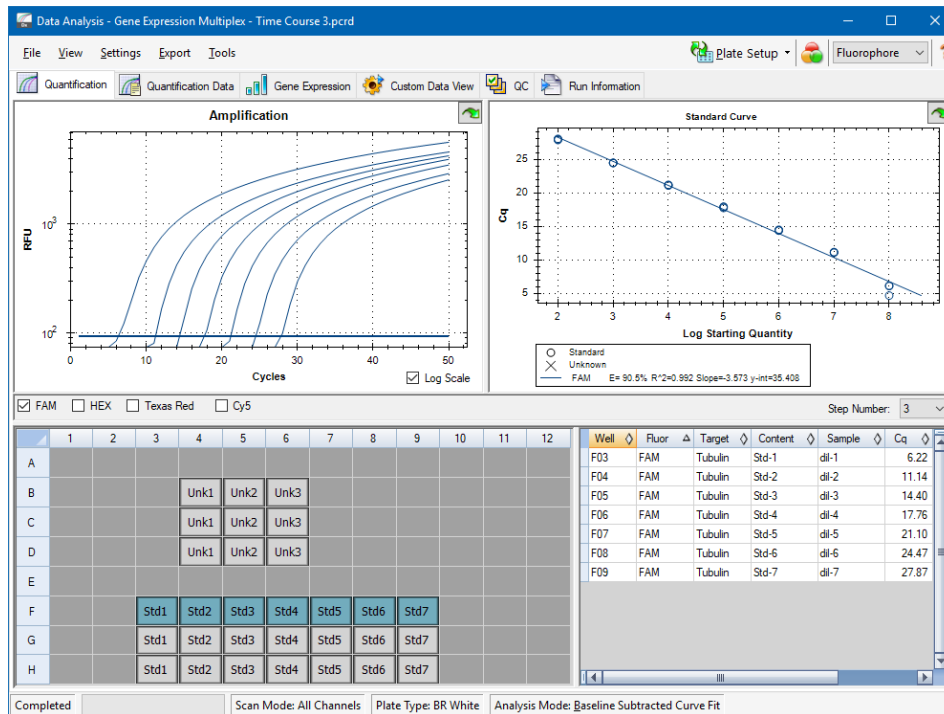 Data Analysis - Gene Expression Multiplex - Time Course 3.pcrd
File View Settings Export Tools Plate Setup Fluorophore
Quantification Quantification Data Gene Expression Custom Data View QC Run Information
Amplification
RFU
10^3
10^2
0 10 20 30 40 50
Cycles
Log Scale
Standard Curve
Cq
25
20
15
10
5
2 3 4 5 6 7 8
Log Starting Quantity
Standard
Unknown
FAM E= 90.5% R^2=0.992 Slope=-3.573 y-int=35.408
FAM HEX Texas Red Cy5 Step Number: 3
1 2 3 4 5 6 7 8 9 10 11 12
A
B Unk1 Unk2 Unk3
C Unk1 Unk2 Unk3
D Unk1 Unk2 Unk3
E
F Std1 Std2 Std3 Std4 Std5 Std6 Std7
G Std1 Std2 Std3 Std4 Std5 Std6 Std7
H Std1 Std2 Std3 Std4 Std5 Std6 Std7
Well Fluor Target Content Sample Cq
F03 FAM Tubulin Std-1 dil-1 6.22
F04 FAM Tubulin Std-2 dil-2 11.14
F05 FAM Tubulin Std-3 dil-3 14.40
F06 FAM Tubulin Std-4 dil-4 17.76
F07 FAM Tubulin Std-5 dil-5 21.10
F08 FAM Tubulin Std-6 dil-6 24.47
F09 FAM Tubulin Std-7 dil-7 27.87
Completed Scan Mode: All Channels Plate Type: BR White Analysis Mode: Baseline Subtracted Curve Fit